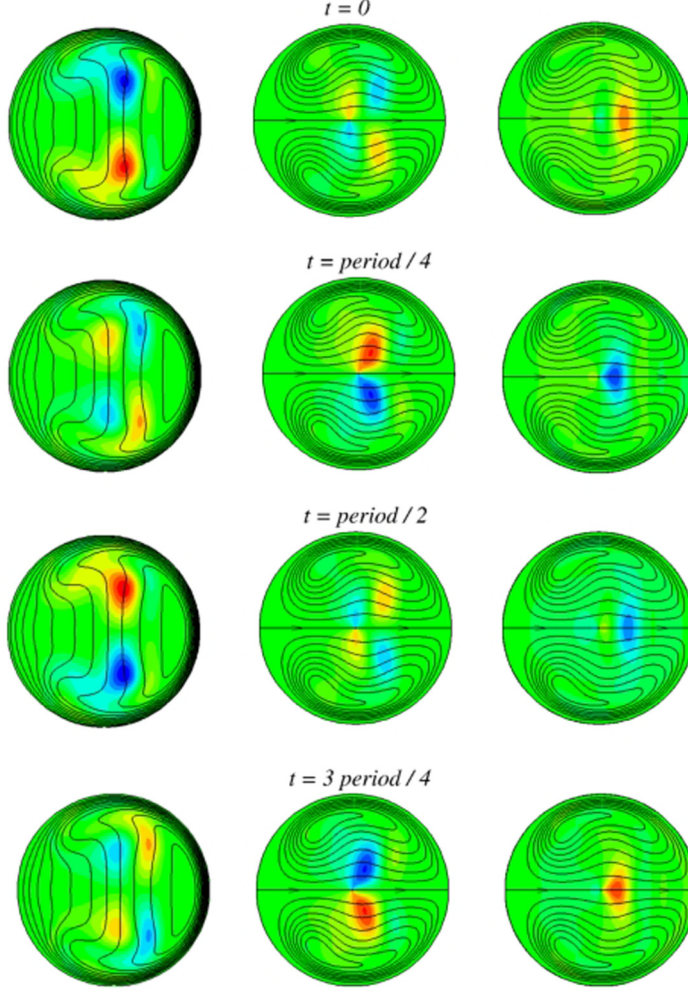 t = 0
t = period / 4
t = period / 2
t = 3 period / 4